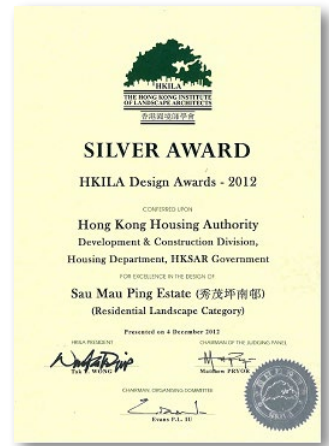 HKILA
THE HONG KONG INSTITUTE
OF LANDSCAPE ARCHITECTS
香港園境師學會
SILVER AWARD
HKILA Design Awards - 2012
CONFERRED UPON
Hong Kong Housing Authority
Development & Construction Division,
Housing Department, HKSAR Government
FOR EXCELLENCE IN THE DESIGN OF
Sau Mau Ping Estate (秀茂坪南邨)
(Residential Landscape Category)
Presented on 4 December 2012
HKILA PRESIDENT
CHAIRMAN OF THE JUDGING PANEL
Matthew PRYOR
CHAIRMAN, ORGANISING COMMITTEE
Evans P.L. IU